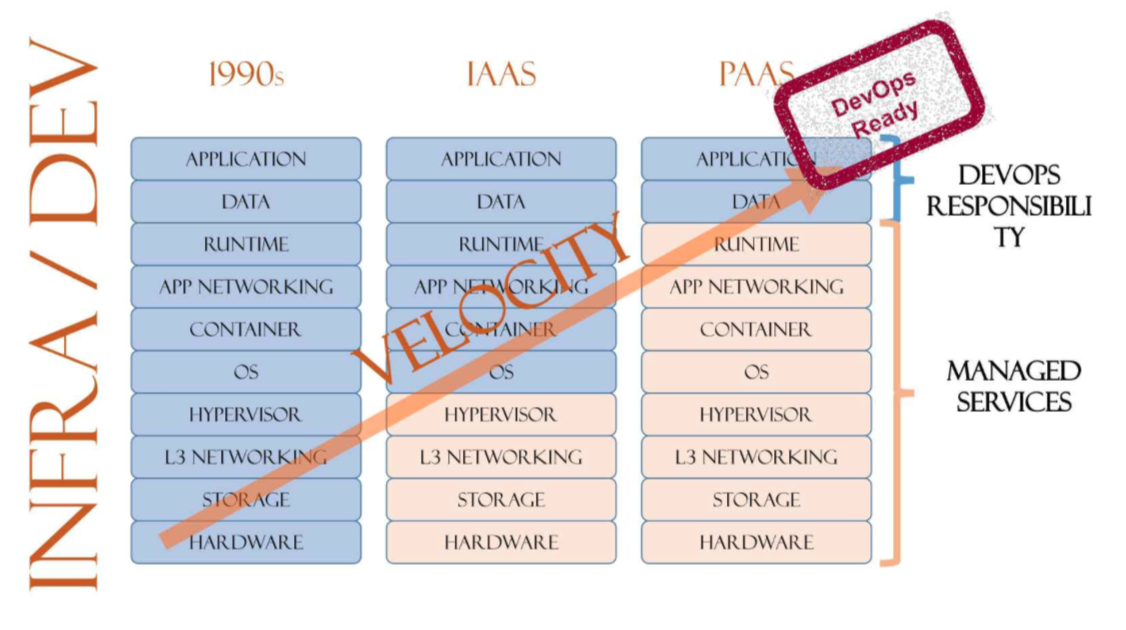 INFRA / DEV
1990s
IAAS
PAAS
DevOps
Ready
APPLICATION
DATA
RUNTIME
APP NETWORKING
CONTAINER
OS
HYPERVISOR
L3 NETWORKING
STORAGE
HARDWARE
APPLICATION
DATA
RUNTIME
APP NETWORKING
CONTAINER
OS
HYPERVISOR
L3 NETWORKING
STORAGE
HARDWARE
APPLICATION
DATA
RUNTIME
APP NETWORKING
CONTAINER
OS
HYPERVISOR
L3 NETWORKING
STORAGE
HARDWARE
VELOCITY
DEVOPS
RESPONSIBILI
TY
MANAGED
SERVICES